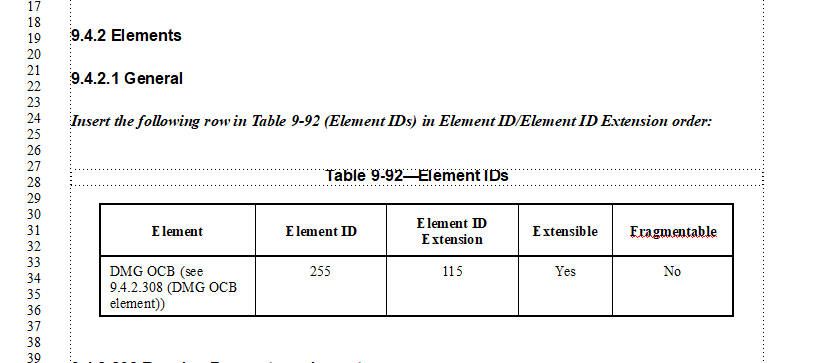 17
18
19 9.4.2 Elements
20
21 9.4.2.1 General
22
23
24 Insert the following row in Table 9-92 (Element IDs) in Element ID/Element ID Extension order:
25
26
27 Table 9-92—Element IDs
28
29
30 Element Element ID Element ID Extension Extensible Fragmentable
31
32
33 DMG OCB (see 255 115 Yes No
34 9.4.2.308 (DMG OCB
35 element))
36
37
38
39